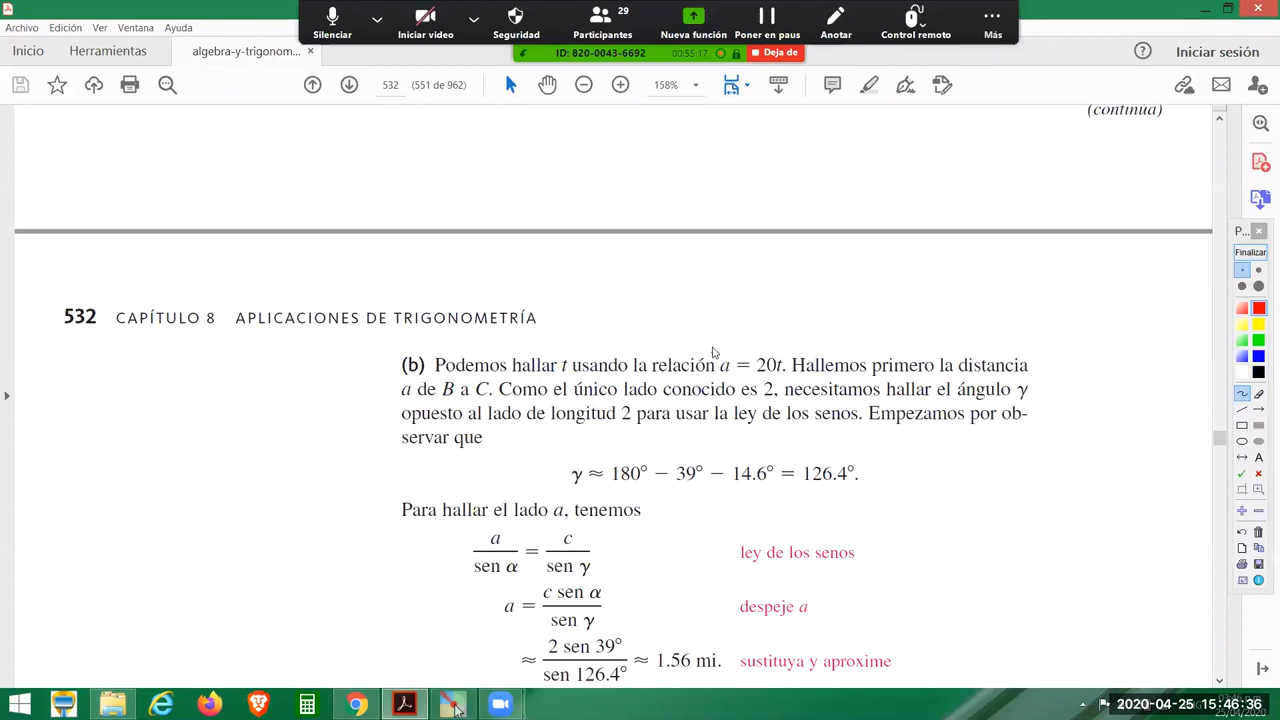 Archivo Edición Ver Ventana Ayuda
Silenciar Iniciar video Seguridad Participantes 29 Nueva función Poner en paus Anotar Control remoto Más
Inicio Herramientas algebra-y-trigonom... × ID: 820-0043-6692 00:55:17 Deja de Iniciar sesión
532 (551 de 962) 158%
(continúa)
P... ×
Finalizar
532 CAPÍTULO 8 APLICACIONES DE TRIGONOMETRÍA
(b) Podemos hallar t usando la relación a = 20t. Hallemos primero la distancia
a de B a C. Como el único lado conocido es 2, necesitamos hallar el ángulo γ
opuesto al lado de longitud 2 para usar la ley de los senos. Empezamos por ob-
servar que
γ ≈ 180° − 39° − 14.6° = 126.4°.
Para hallar el lado a, tenemos
a/sen α = c/sen γ ley de los senos
a = c sen α/sen γ despeje a
≈ 2 sen 39°/sen 126.4° ≈ 1.56 mi. sustituya y aproxime
2020-04-25 15:46:36